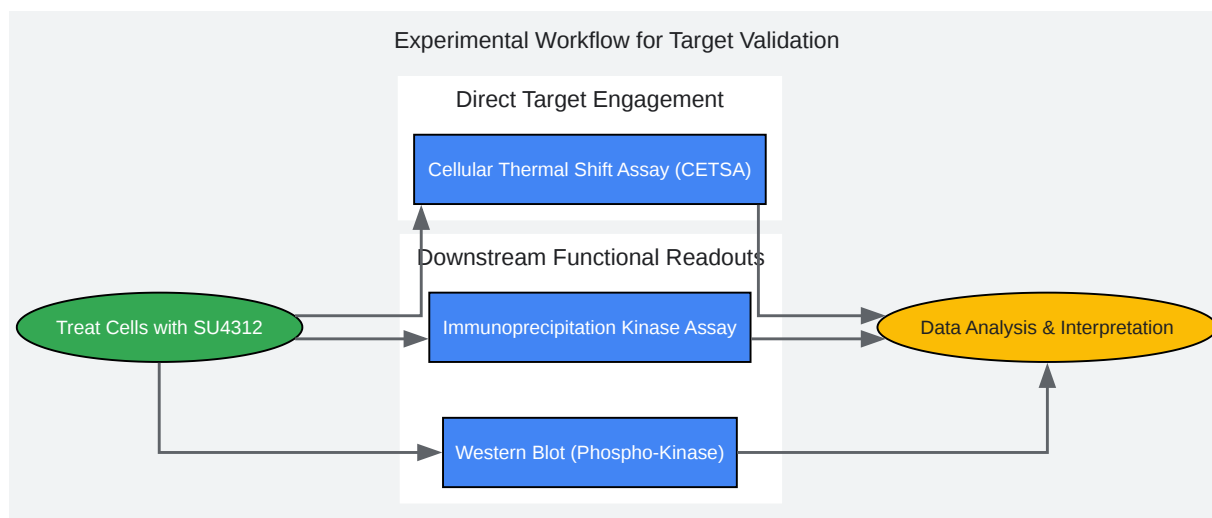 Experimental Workflow for Target Validation
Direct Target Engagement
Cellular Thermal Shift Assay (CETSA)
Downstream Functional Readouts
Treat Cells with SU4312
Immunoprecipitation Kinase Assay
Data Analysis & Interpretation
Western Blot (Phospho-Kinase)